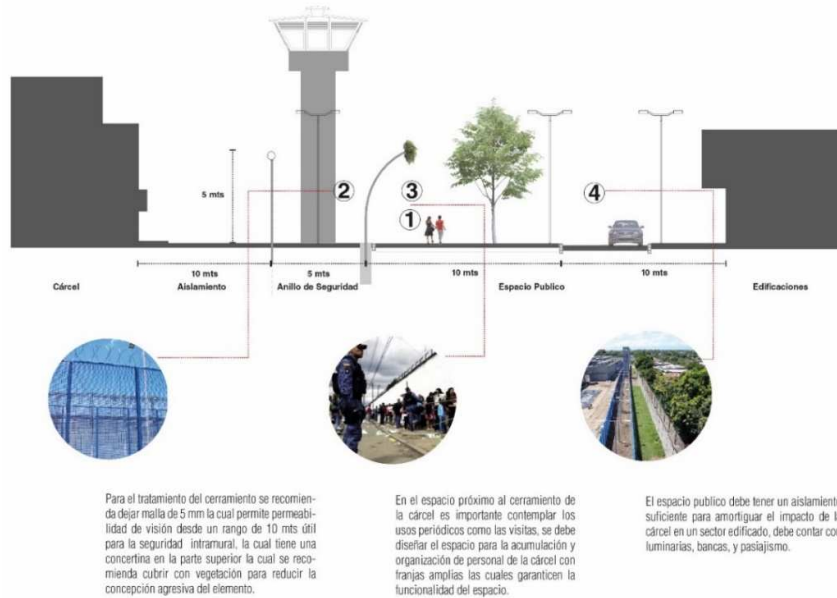 2
3
4
5 mts
1
10 mts
5 mts
10 mts
10 mts
Cárcel
Aislamiento
Anillo de Seguridad
Espacio Publico
Edificaciones
Para el tratamiento del cerramiento se recomien-
da dejar malla de 5 mm la cual permite permeabi-
lidad de visión desde un rango de 10 mts útil
para la seguridad intramural, la cual tiene una
concertina en la parte superior la cual se reco-
mienda cubrir con vegetación para reducir la
concepción agresiva del elemento.
En el espacio próximo al cerramiento de
la cárcel es importante contemplar los
usos periódicos como las visitas, se debe
diseñar el espacio para la acumulación y
organización de personal de la cárcel con
franjas amplias las cuales garanticen la
funcionalidad del espacio.
El espacio publico debe tener un aislamiento
suficiente para amortiguar el impacto de la
cárcel en un sector edificado, debe contar con
luminarias, bancas, y pasiajismo.